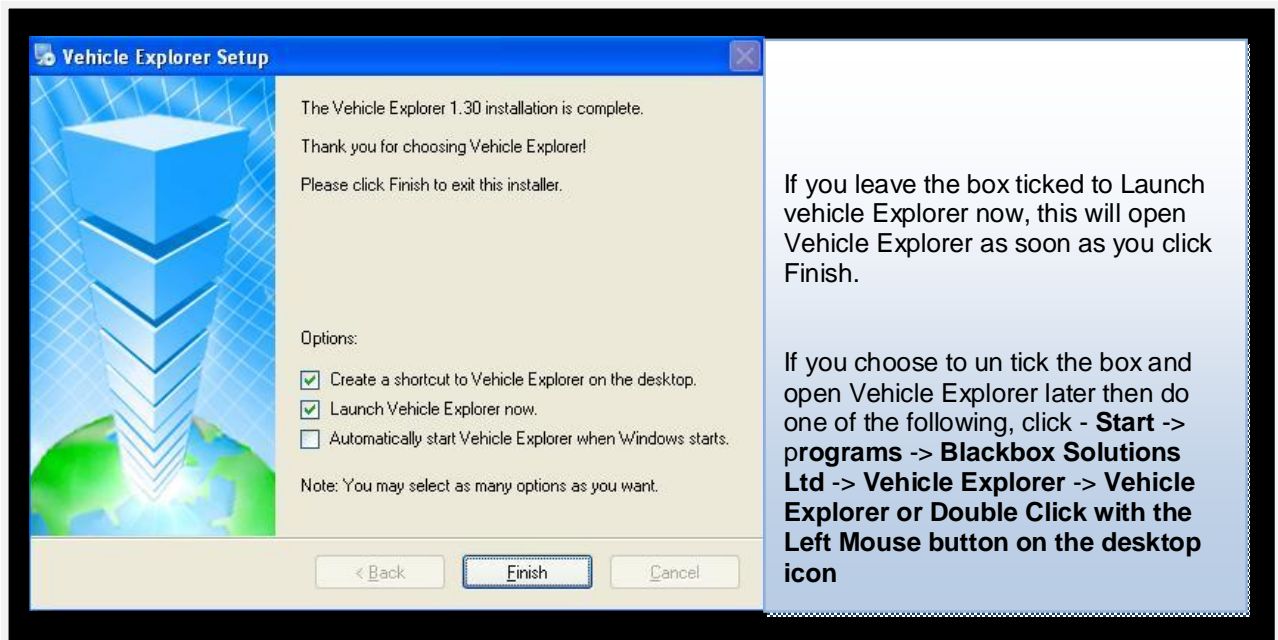 Vehicle Explorer Setup
The Vehicle Explorer 1.30 installation is complete.
Thank you for choosing Vehicle Explorer!
Please click Finish to exit this installer.
Options:
Create a shortcut to Vehicle Explorer on the desktop.
Launch Vehicle Explorer now.
Automatically start Vehicle Explorer when Windows starts.
Note: You may select as many options as you want.
< Back
Finish
Cancel
If you leave the box ticked to Launch
vehicle Explorer now, this will open
Vehicle Explorer as soon as you click
Finish.
If you choose to un tick the box and
open Vehicle Explorer later then do
one of the following, click - Start ->
programs -> Blackbox Solutions
Ltd -> Vehicle Explorer -> Vehicle
Explorer or Double Click with the
Left Mouse button on the desktop
icon